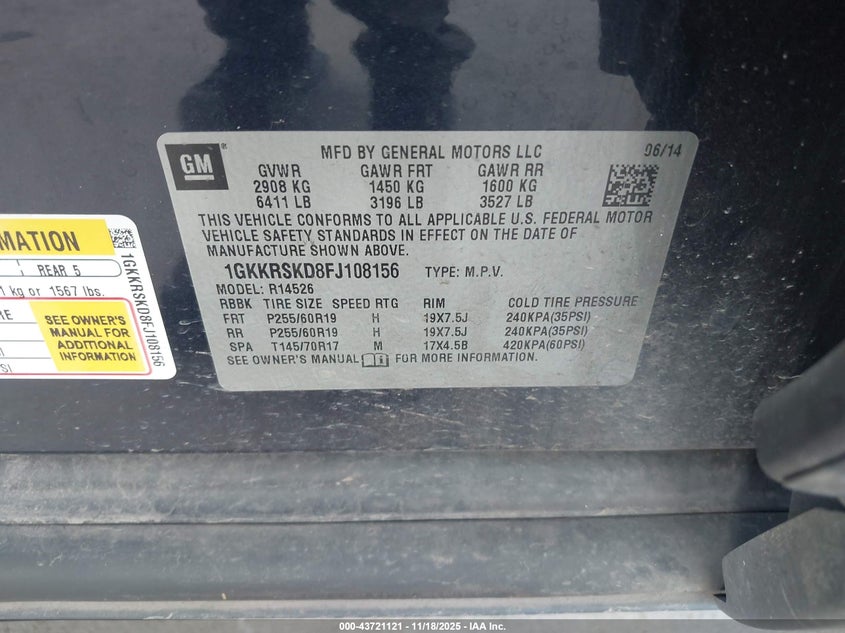 GM
MFD BY GENERAL MOTORS LLC 06/14
GVWR GAWR FRT GAWR RR
2908 KG 1450 KG 1600 KG
6411 LB 3196 LB 3527 LB
THIS VEHICLE CONFORMS TO ALL APPLICABLE U.S. FEDERAL MOTOR
VEHICLE SAFETY STANDARDS IN EFFECT ON THE DATE OF
MANUFACTURE SHOWN ABOVE.
1GKKRSKD8FJ108156 TYPE: M.P.V.
MODEL: R14526
RBBK TIRE SIZE SPEED RTG RIM COLD TIRE PRESSURE
FRT P255/60R19 H 19X7.5J 240KPA(35PSI)
RR P255/60R19 H 19X7.5J 240KPA(35PSI)
SPA T145/70R17 M 17X4.5B 420KPA(60PSI)
SEE OWNER'S MANUAL FOR MORE INFORMATION.
MATION
REAR 5
1 kg or 1567 lbs.
SEE OWNER'S
MANUAL FOR
ADDITIONAL
INFORMATION
1GKKRSKD8FJ108156
000-43721121 - 11/18/2025 - IAA Inc.